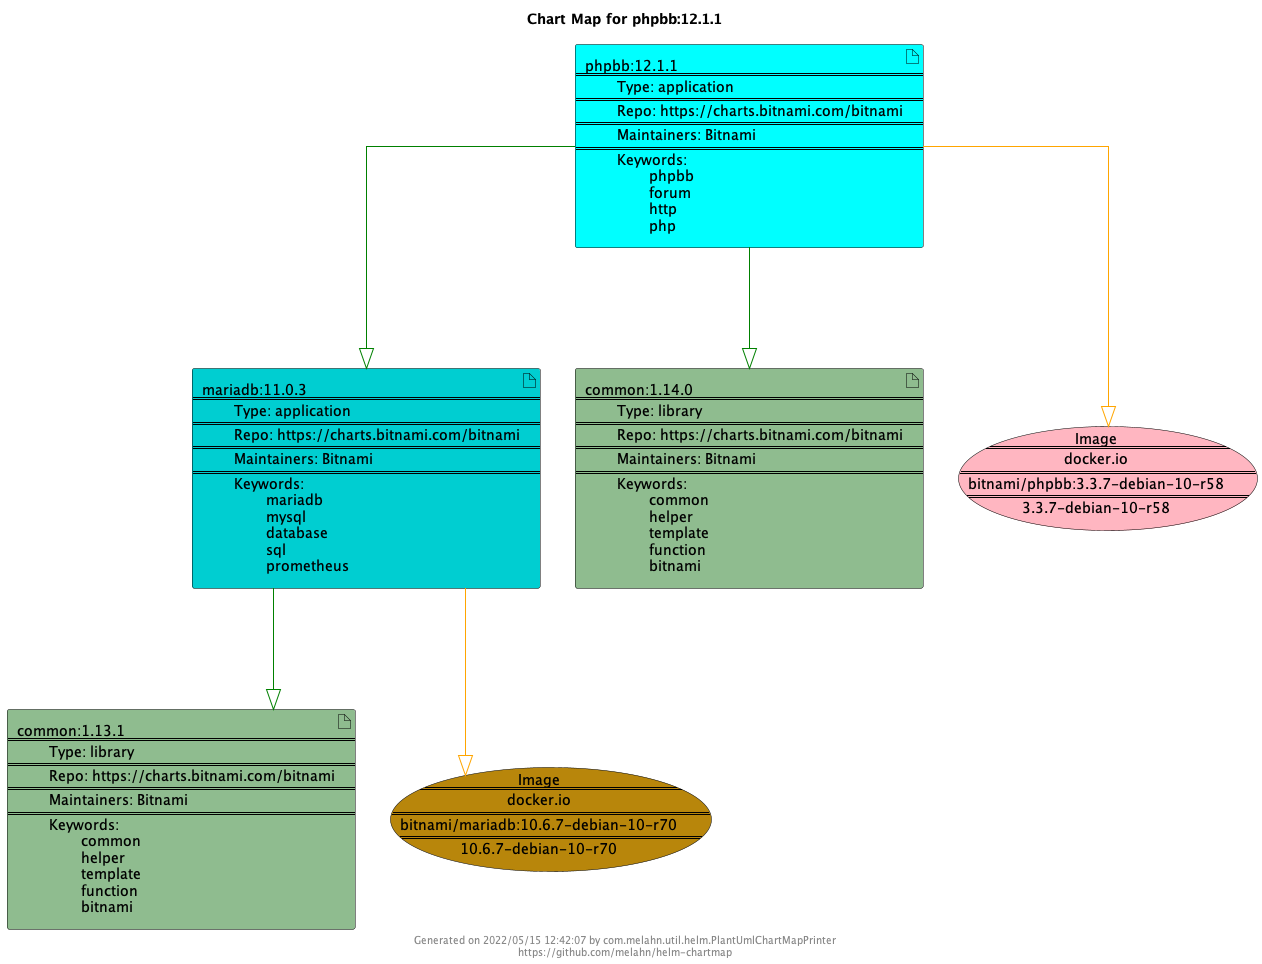 Chart Map for phpbb:12.1.1
phpbb:12.1.1
Type: application
Repo: https://charts.bitnami.com/bitnami
Maintainers: Bitnami
Keywords:
phpbb
forum
http
php
mariadb:11.0.3
Type: application
Repo: https://charts.bitnami.com/bitnami
Maintainers: Bitnami
Keywords:
mariadb
mysql
database
sql
prometheus
common:1.14.0
Type: library
Repo: https://charts.bitnami.com/bitnami
Maintainers: Bitnami
Keywords:
common
helper
template
function
bitnami
Image
docker.io
bitnami/phpbb:3.3.7-debian-10-r58
3.3.7-debian-10-r58
common:1.13.1
Type: library
Repo: https://charts.bitnami.com/bitnami
Maintainers: Bitnami
Keywords:
common
helper
template
function
bitnami
Image
docker.io
bitnami/mariadb:10.6.7-debian-10-r70
10.6.7-debian-10-r70
Generated on 2022/05/15 12:42:07 by com.melahn.util.helm.PlantUmlChartMapPrinter
https://github.com/melahn/helm-chartmap